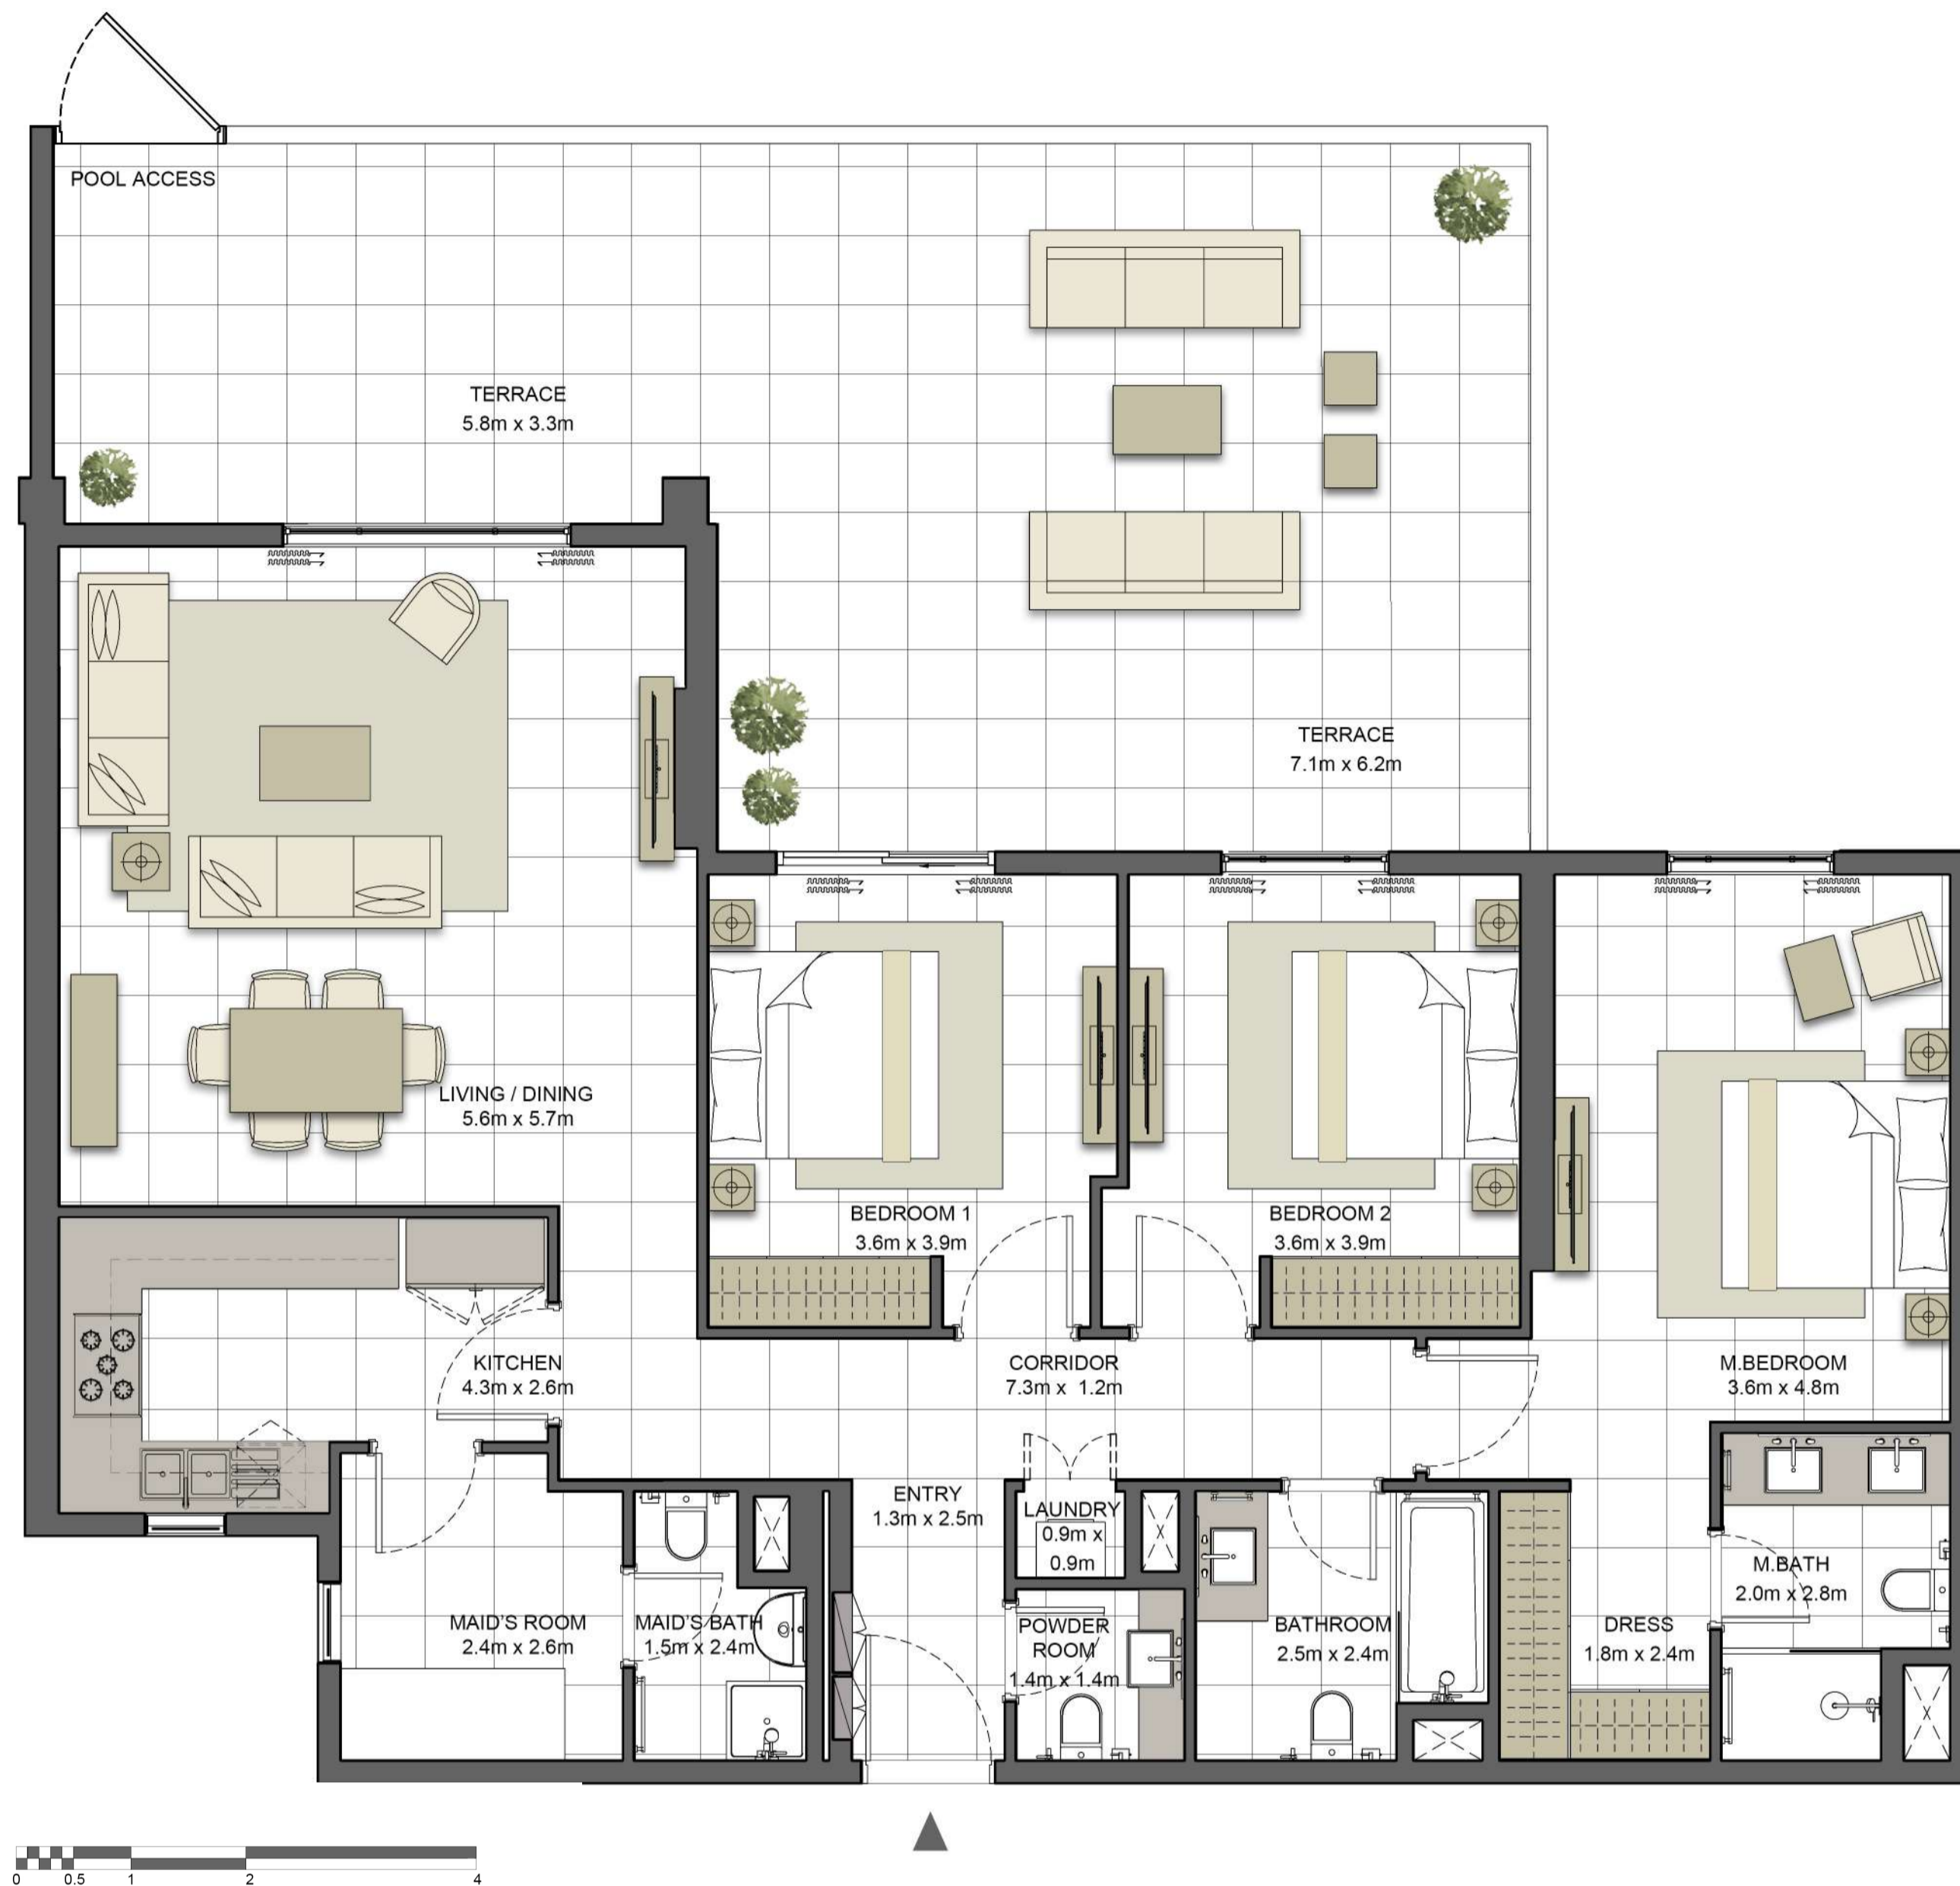 POOL ACCESS
TERRACE
5.8m x 3.3m
TERRACE
7.1m x 6.2m
LIVING / DINING
5.6m x 5.7m
BEDROOM 1
3.6m x 3.9m
BEDROOM 2
3.6m x 3.9m
KITCHEN
4.3m x 2.6m
CORRIDOR
7.3m x 1.2m
M.BEDROOM
3.6m x 4.8m
ENTRY
1.3m x 2.5m
LAUNDRY
0.9m x
0.9m
M.BATH
2.0m x 2.8m
MAID'S ROOM
2.4m x 2.6m
MAID'S BATH
1.5m x 2.4m
POWDER
ROOM
1.4m x 1.4m
BATHROOM
2.5m x 2.4m
DRESS
1.8m x 2.4m
0 0.5 1 2 4